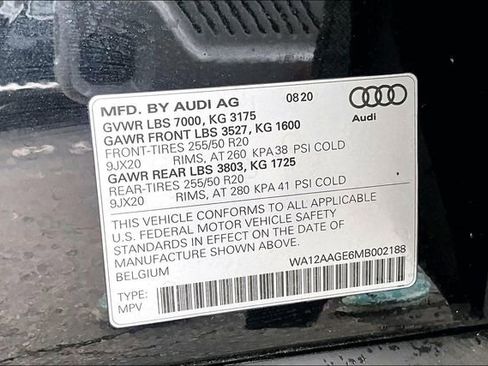 MFD. BY AUDI AG 08 20
GVWR LBS 7000, KG 3175
GAWR FRONT LBS 3527, KG 1600
FRONT-TIRES 255/50 R20
9JX20 RIMS, AT 260 KPA 38 PSI COLD
GAWR REAR LBS 3803, KG 1725
REAR-TIRES 255/50 R20
9JX20 RIMS, AT 280 KPA 41 PSI COLD
Audi
THIS VEHICLE CONFORMS TO ALL APPLICABLE
U.S. FEDERAL MOTOR VEHICLE SAFETY
STANDARDS IN EFFECT ON THE DATE OF
MANUFACTURE SHOWN ABOVE.
BELGIUM WA12AAGE6MB002188
TYPE:
MPV